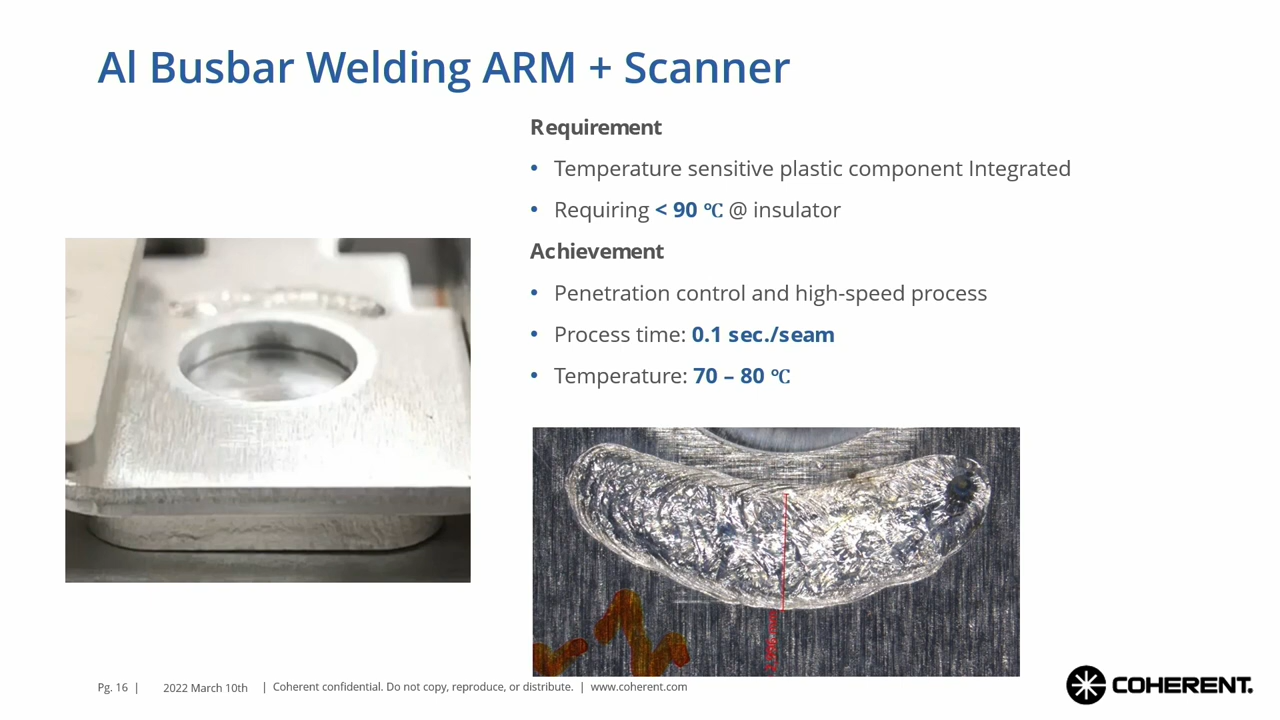 Al Busbar Welding ARM + Scanner
Requirement
• Temperature sensitive plastic component Integrated
• Requiring < 90 ℃ @ insulator
Achievement
• Penetration control and high-speed process
• Process time: 0.1 sec./seam
• Temperature: 70 – 80 ℃
Pg. 16 | 2022 March 10th | Coherent confidential. Do not copy, reproduce, or distribute. | www.coherent.com
COHERENT.